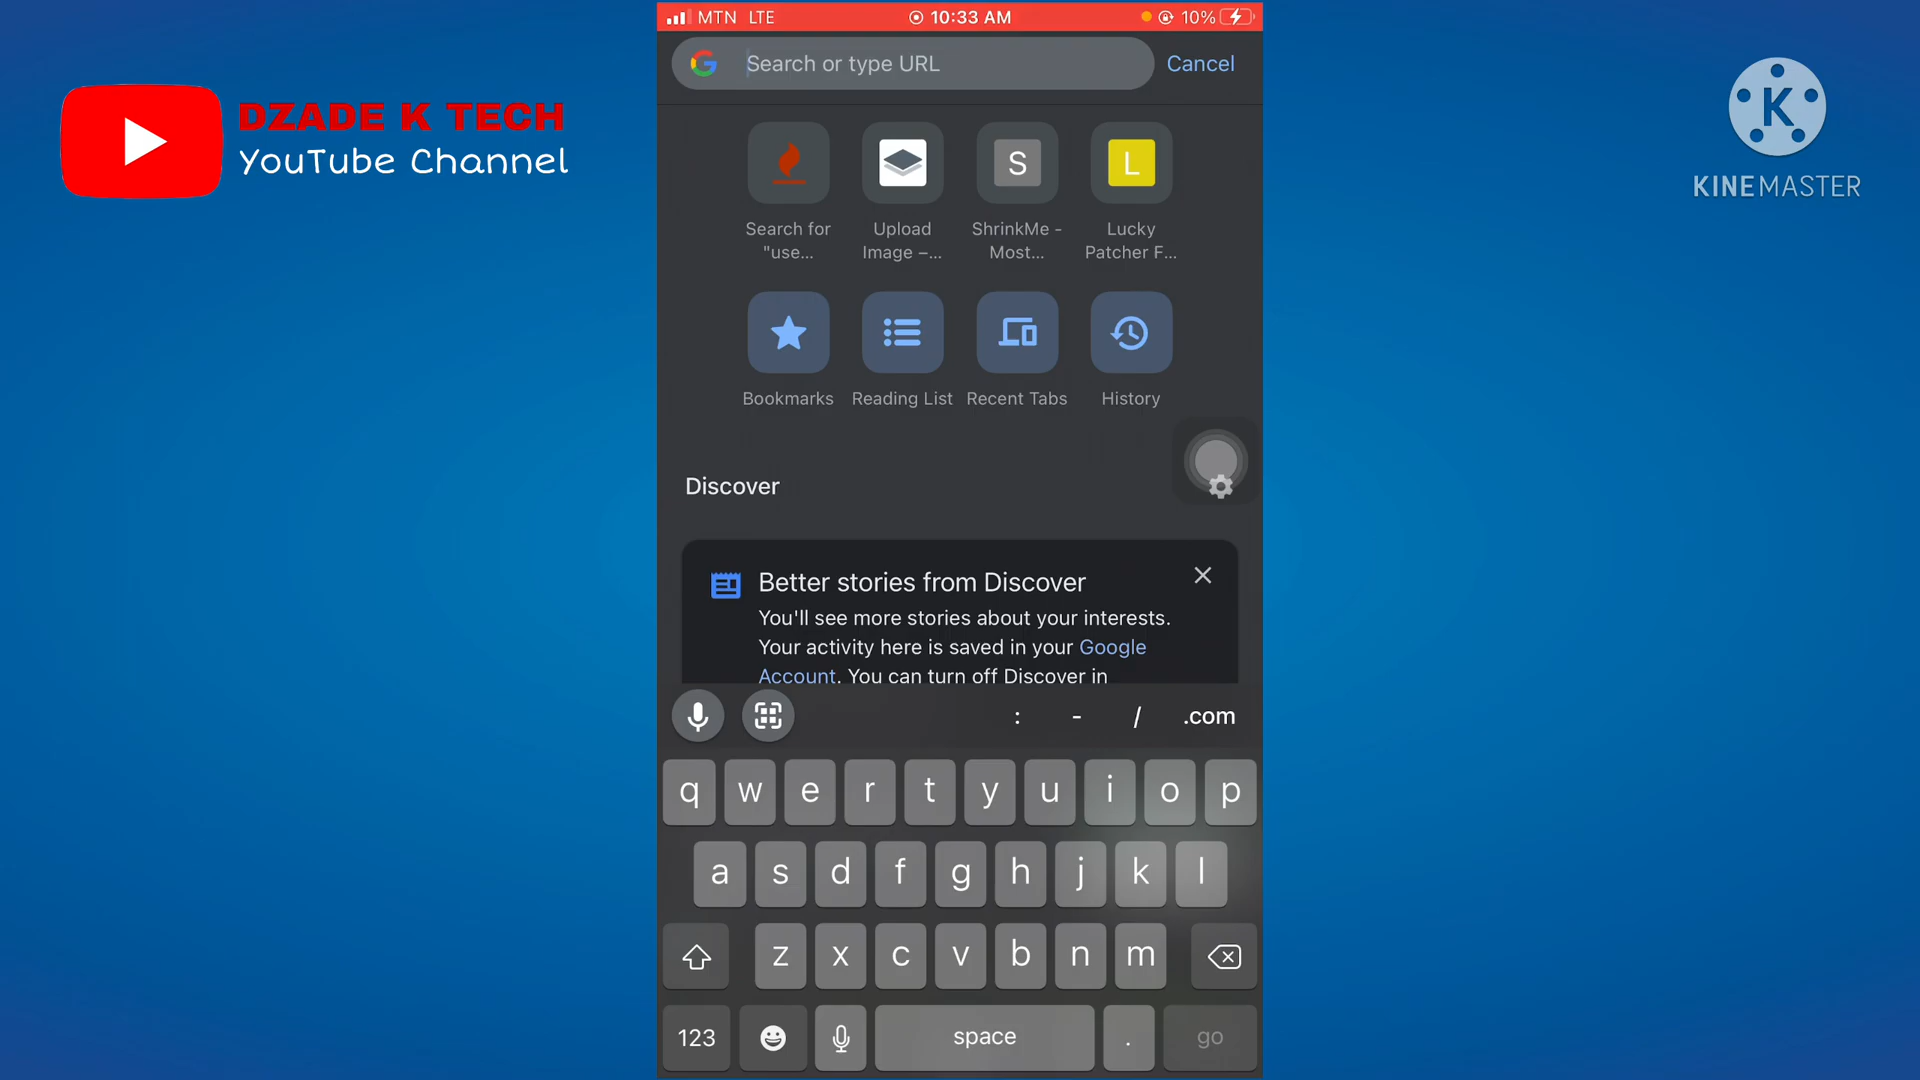 MTN LTE 10:33 AM 10%
Search or type URL Cancel
DZADE K TECH
YouTube Channel
K
KINEMASTER
S L
Search for Upload ShrinkMe - Lucky
"use... Image –... Most... Patcher F...
Bookmarks Reading List Recent Tabs History
Discover
Better stories from Discover
You'll see more stories about your interests.
Your activity here is saved in your Google
Account. You can turn off Discover in
: - / .com
q w e r t y u i o p
a s d f g h j k l
z x c v b n m
123 space . go